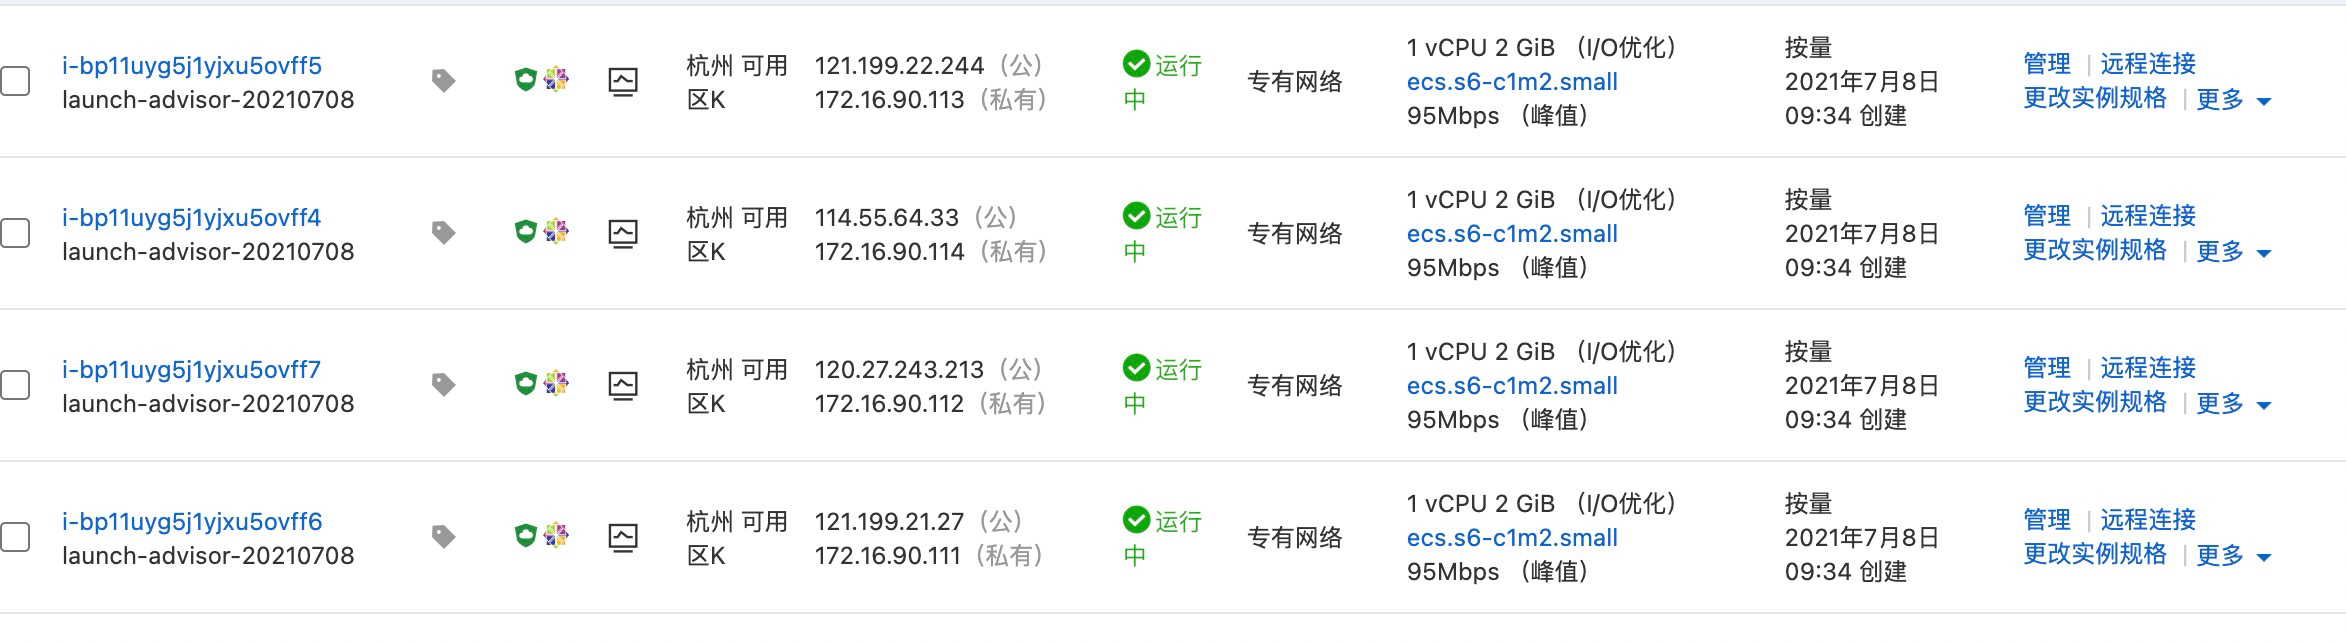 i-bp11uyg5j1yjxu5ovff5
launch-advisor-20210708
杭州 可用
区K
121.199.22.244（公）
172.16.90.113（私有）
运行
中
专有网络
1 vCPU 2 GiB （I/O优化）
ecs.s6-c1m2.small
95Mbps （峰值）
按量
2021年7月8日
09:34 创建
管理 | 远程连接
更改实例规格 | 更多
i-bp11uyg5j1yjxu5ovff4
launch-advisor-20210708
杭州 可用
区K
114.55.64.33（公）
172.16.90.114（私有）
运行
中
专有网络
1 vCPU 2 GiB （I/O优化）
ecs.s6-c1m2.small
95Mbps （峰值）
按量
2021年7月8日
09:34 创建
管理 | 远程连接
更改实例规格 | 更多
i-bp11uyg5j1yjxu5ovff7
launch-advisor-20210708
杭州 可用
区K
120.27.243.213（公）
172.16.90.112（私有）
运行
中
专有网络
1 vCPU 2 GiB （I/O优化）
ecs.s6-c1m2.small
95Mbps （峰值）
按量
2021年7月8日
09:34 创建
管理 | 远程连接
更改实例规格 | 更多
i-bp11uyg5j1yjxu5ovff6
launch-advisor-20210708
杭州 可用
区K
121.199.21.27（公）
172.16.90.111（私有）
运行
中
专有网络
1 vCPU 2 GiB （I/O优化）
ecs.s6-c1m2.small
95Mbps （峰值）
按量
2021年7月8日
09:34 创建
管理 | 远程连接
更改实例规格 | 更多